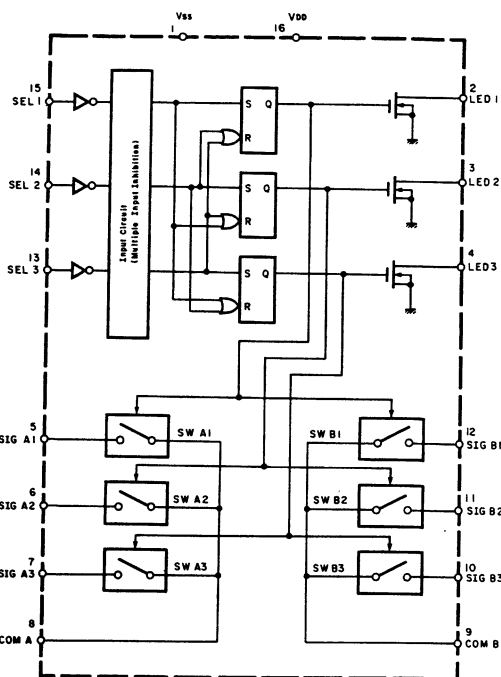 Vss
1
VDD
16
15
SEL 1
14
SEL 2
13
SEL 3
Input Circuit
(Multiple Input Inhibition)
S Q
R
S Q
R
S Q
R
2
LED 1
3
LED 2
4
LED 3
5
SIG A1
SW A1
SW B1
12
SIG B1
6
SIG A2
SW A2
SW B2
11
SIG B2
7
SIG A3
SW A3
SW B3
10
SIG B3
8
COM A
9
COM B